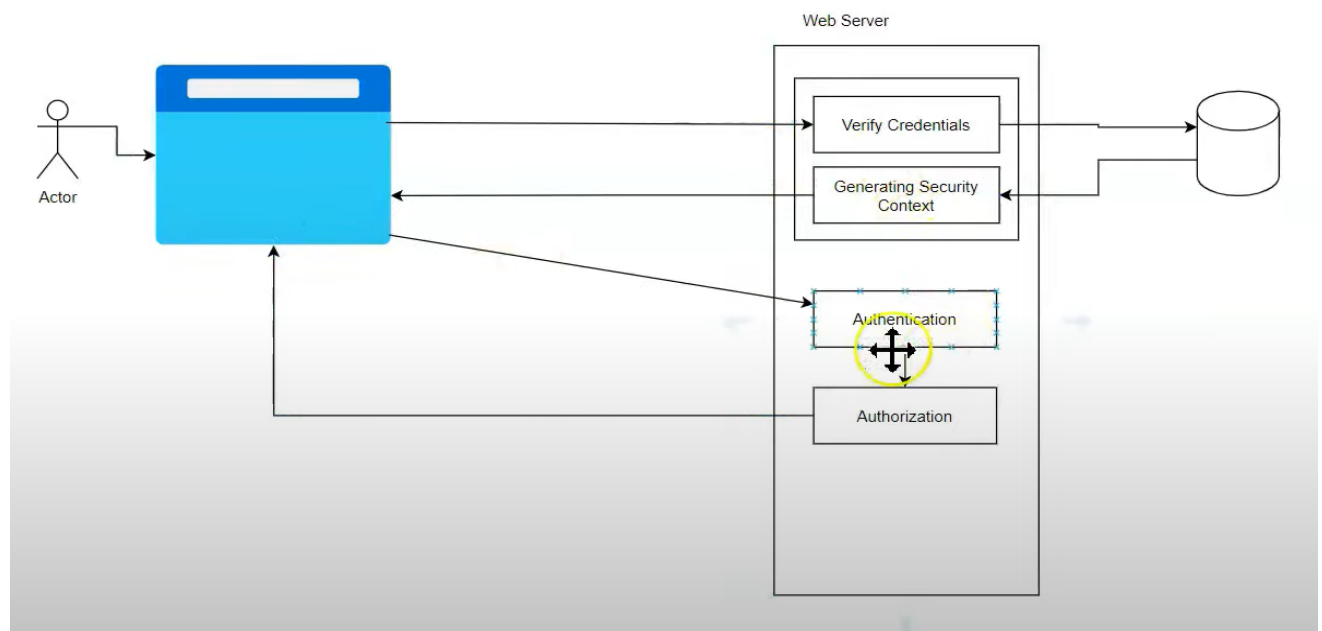 Web Server
Verify Credentials
Generating Security
Context
Actor
Authentication
Authorization